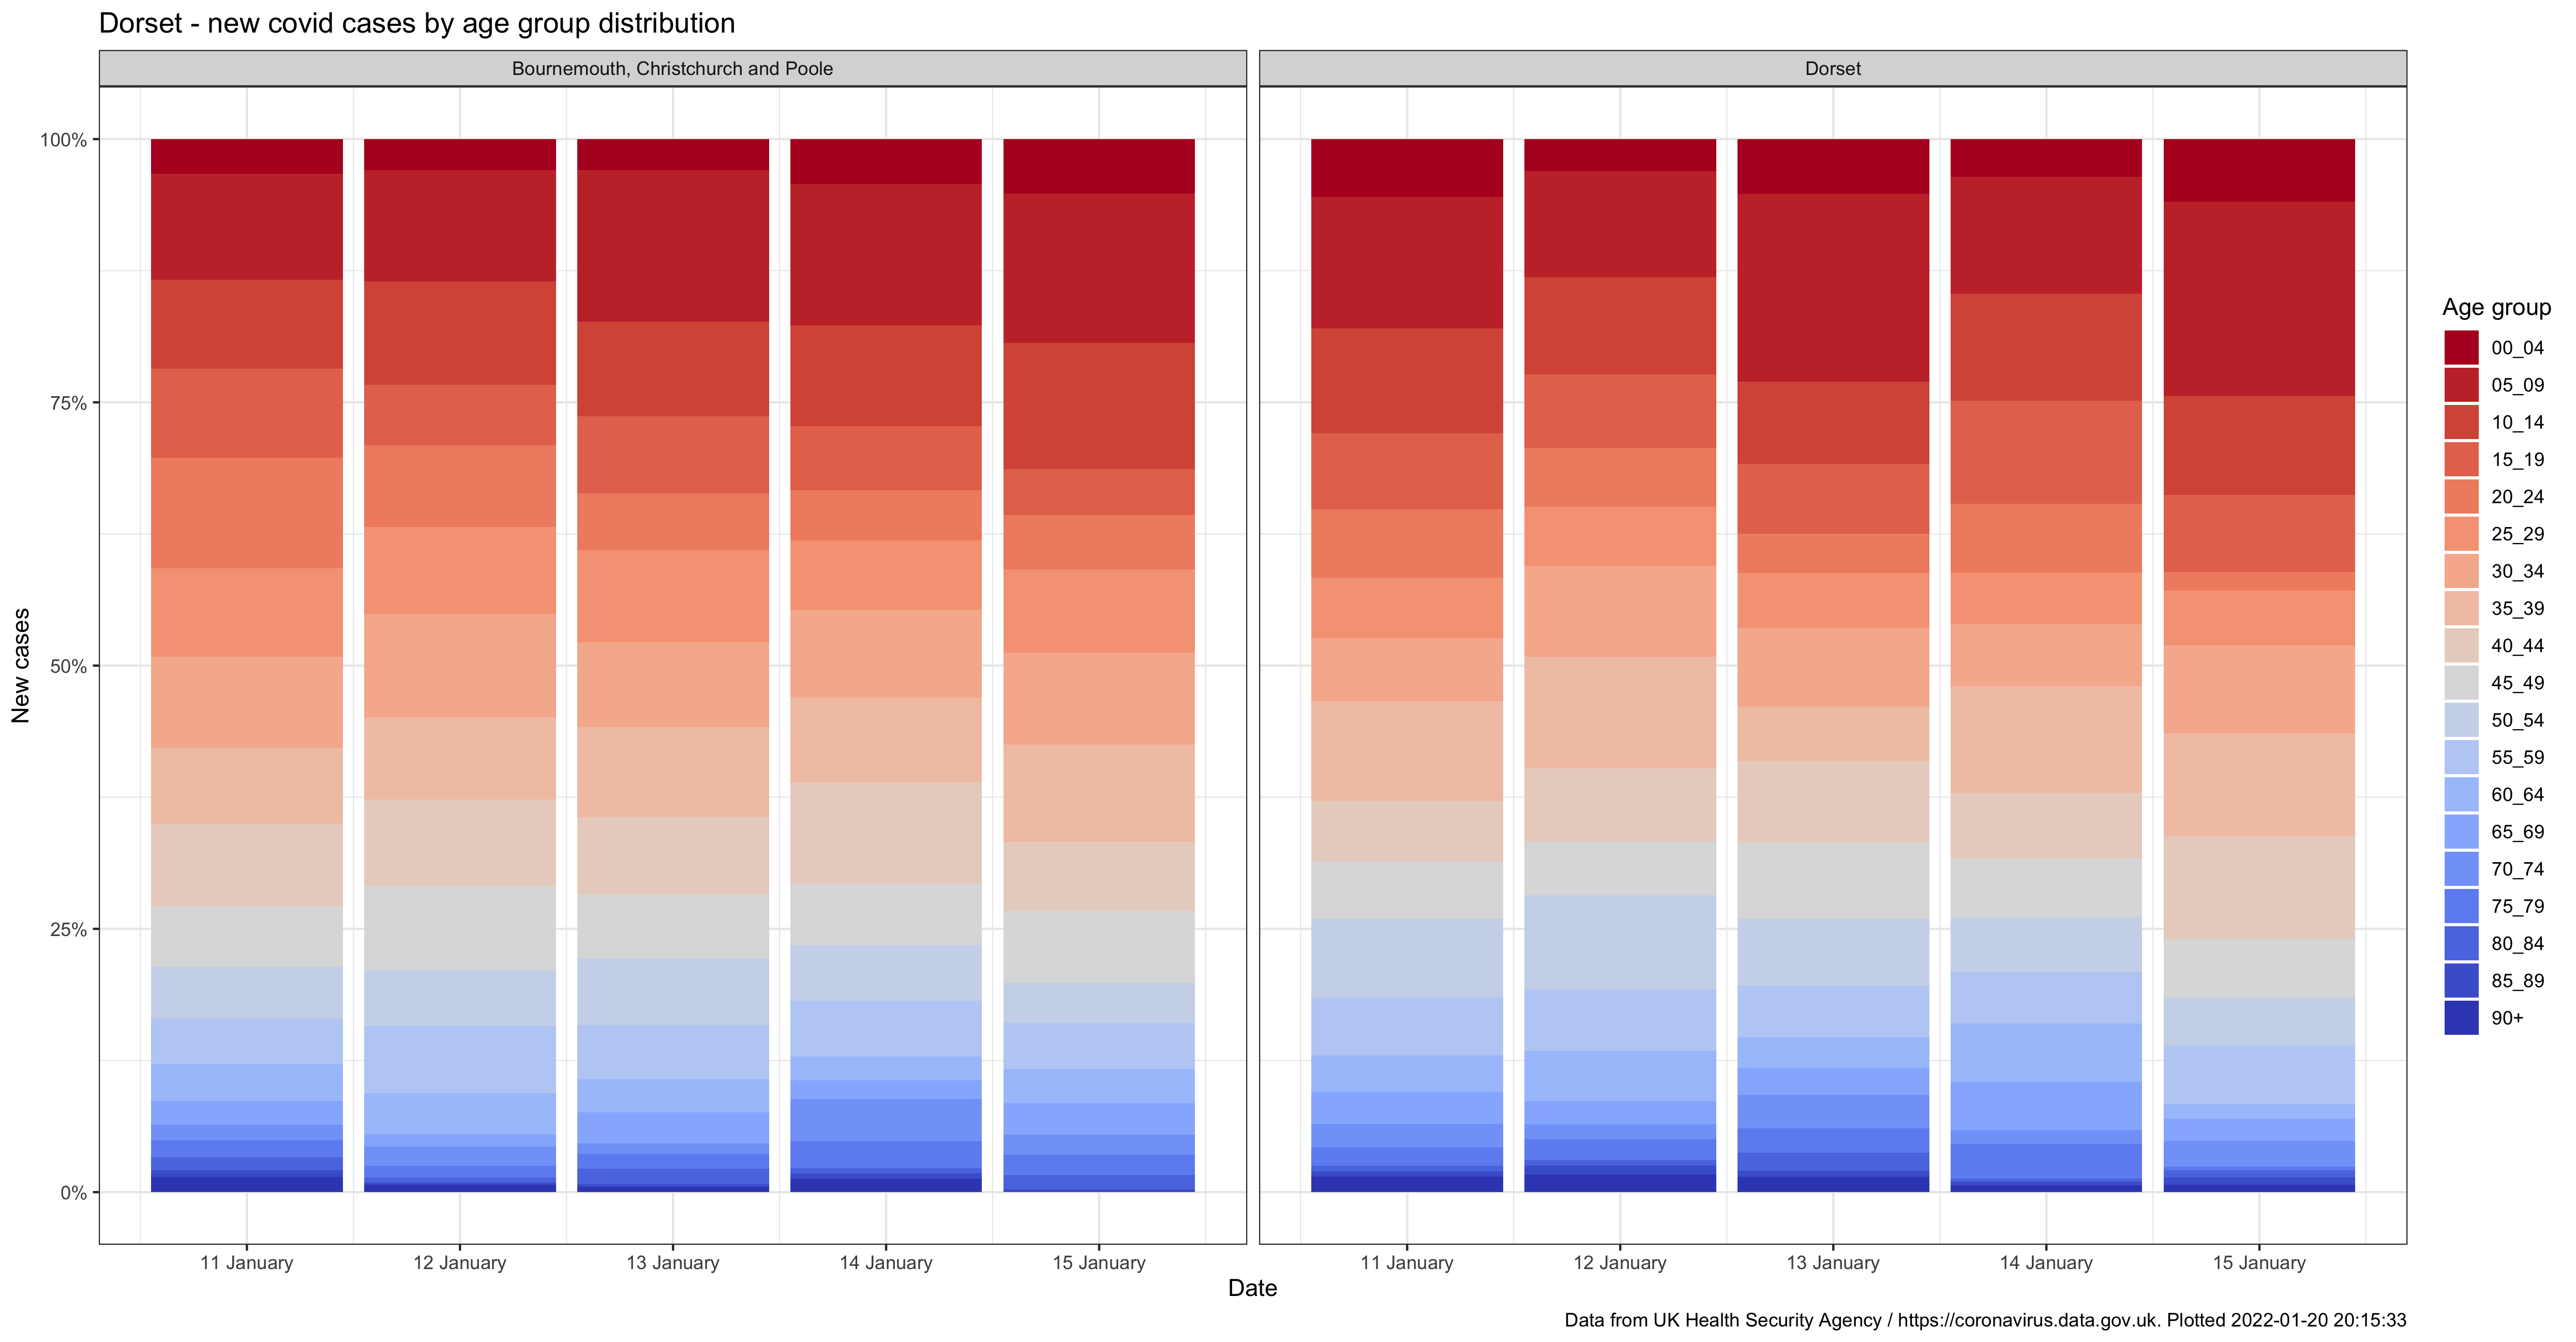 Dorset - new covid cases by age group distribution
Bournemouth, Christchurch and Poole
Dorset
100%
75%
50%
25%
0%
New cases
11 January
12 January
13 January
14 January
15 January
11 January
12 January
13 January
14 January
15 January
Date
Age group
00_04
05_09
10_14
15_19
20_24
25_29
30_34
35_39
40_44
45_49
50_54
55_59
60_64
65_69
70_74
75_79
80_84
85_89
90+
Data from UK Health Security Agency / https://coronavirus.data.gov.uk. Plotted 2022-01-20 20:15:33